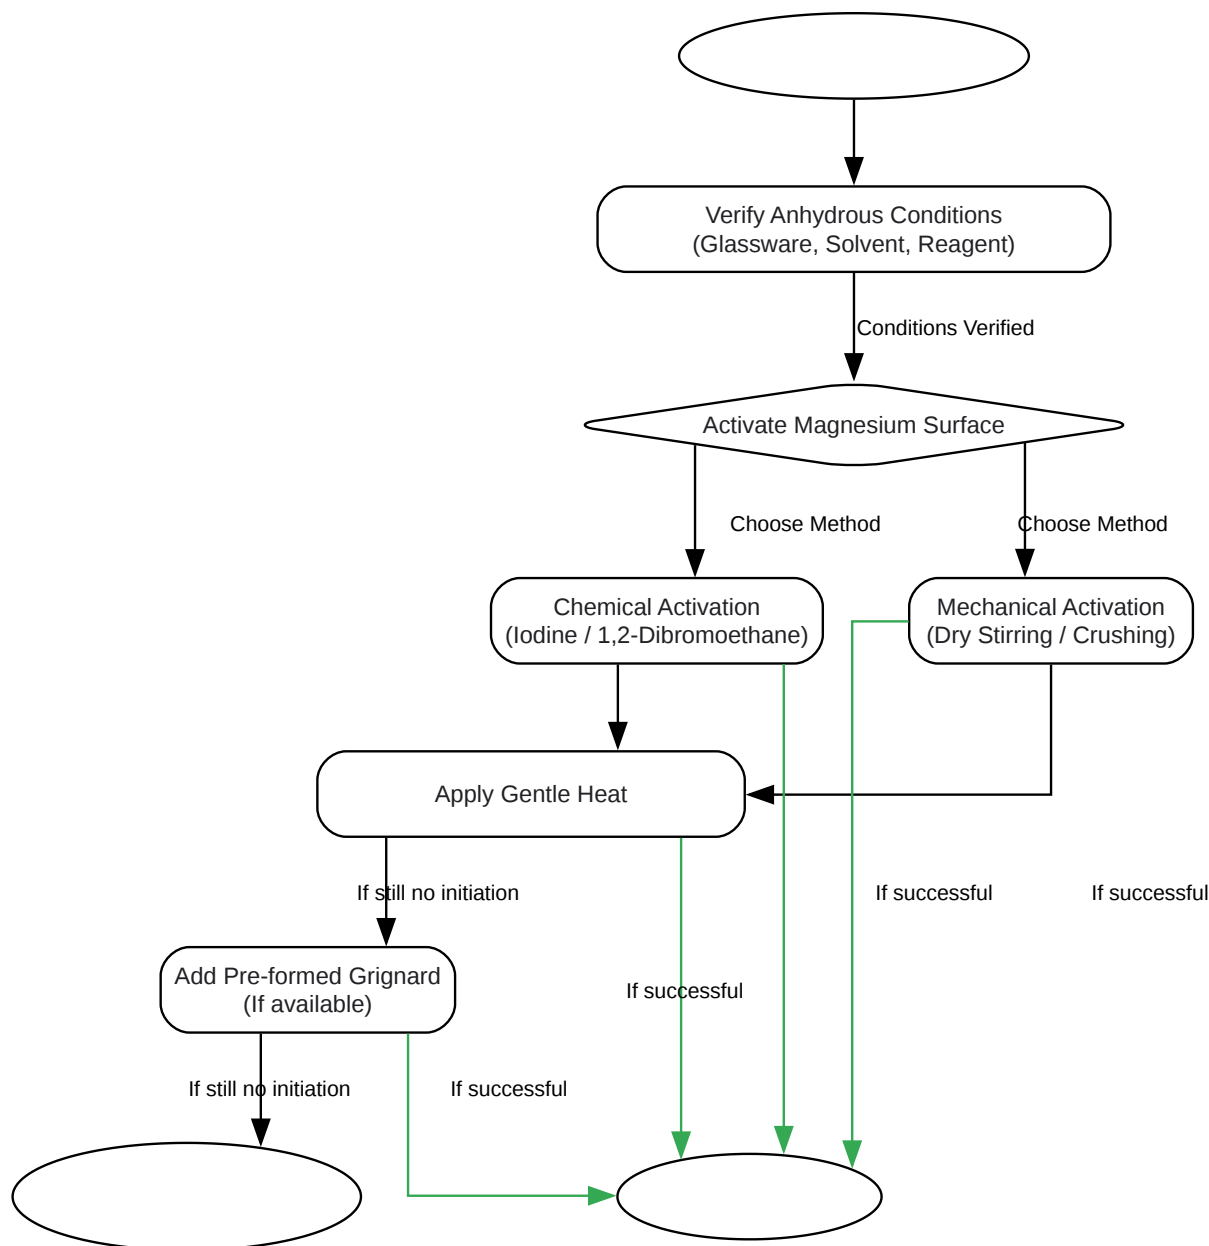 Verify Anhydrous Conditions
(Glassware, Solvent, Reagent)
Conditions Verified
Activate Magnesium Surface
Choose Method
Choose Method
Chemical Activation
(Iodine / 1,2-Dibromoethane)
Mechanical Activation
(Dry Stirring / Crushing)
Apply Gentle Heat
If still no initiation
If successful
If successful
Add Pre-formed Grignard
(If available)
If successful
If still no initiation
If successful